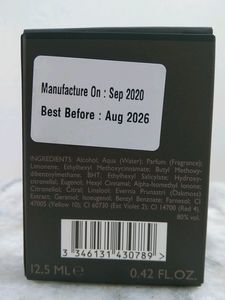 Manufacture On : Sep 2020
Best Before : Aug 2026
INGREDIENTS: Alcohol, Aqua (Water); Parfum (Fragrance);
Limonene; Ethylhexyl Methoxycinnamate; Butyl Methoxy-
dibenzoylmethane; BHT; Ethylhexyl Salicylate, Hydroxy-
citronellal; Eugenol; Hexyl Cinnamal; Alpha-Isomethyl Ionone;
Citronellol; Citral; Linalool; Evernia Prunastri (Oakmoss)
Extract; Geraniol; Isoeugenol; Benzyl Benzoate; Farnesol; CI
47005 (Yellow 10); CI 60730 (Ext Violet 2); CI 14700 (Red 4).
80% vol.
3 346131 430789 >
12.5 ML e 0.42 FL.OZ.